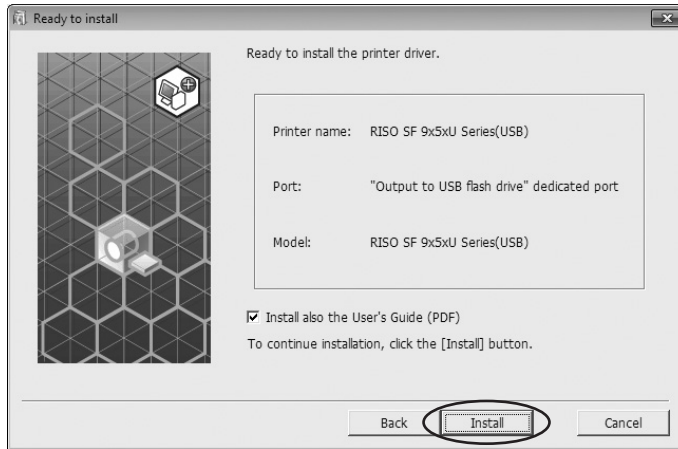 Ready to install
Ready to install the printer driver.
Printer name: RISO SF 9x5xU Series(USB)
Port: "Output to USB flash drive" dedicated port
Model: RISO SF 9x5xU Series(USB)
Install also the User's Guide (PDF)
To continue installation, click the [Install] button.
Back Install Cancel